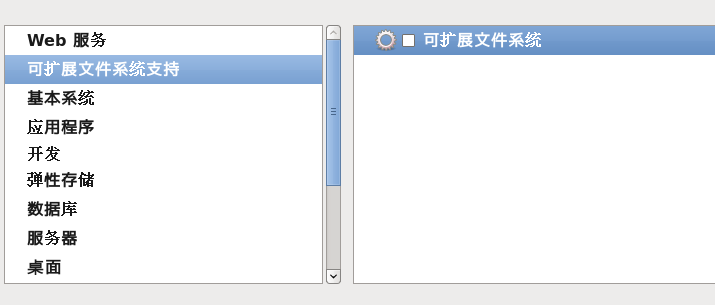 Web 服务
可扩展文件系统支持
基本系统
应用程序
开发
弹性存储
数据库
服务器
桌面
可扩展文件系统